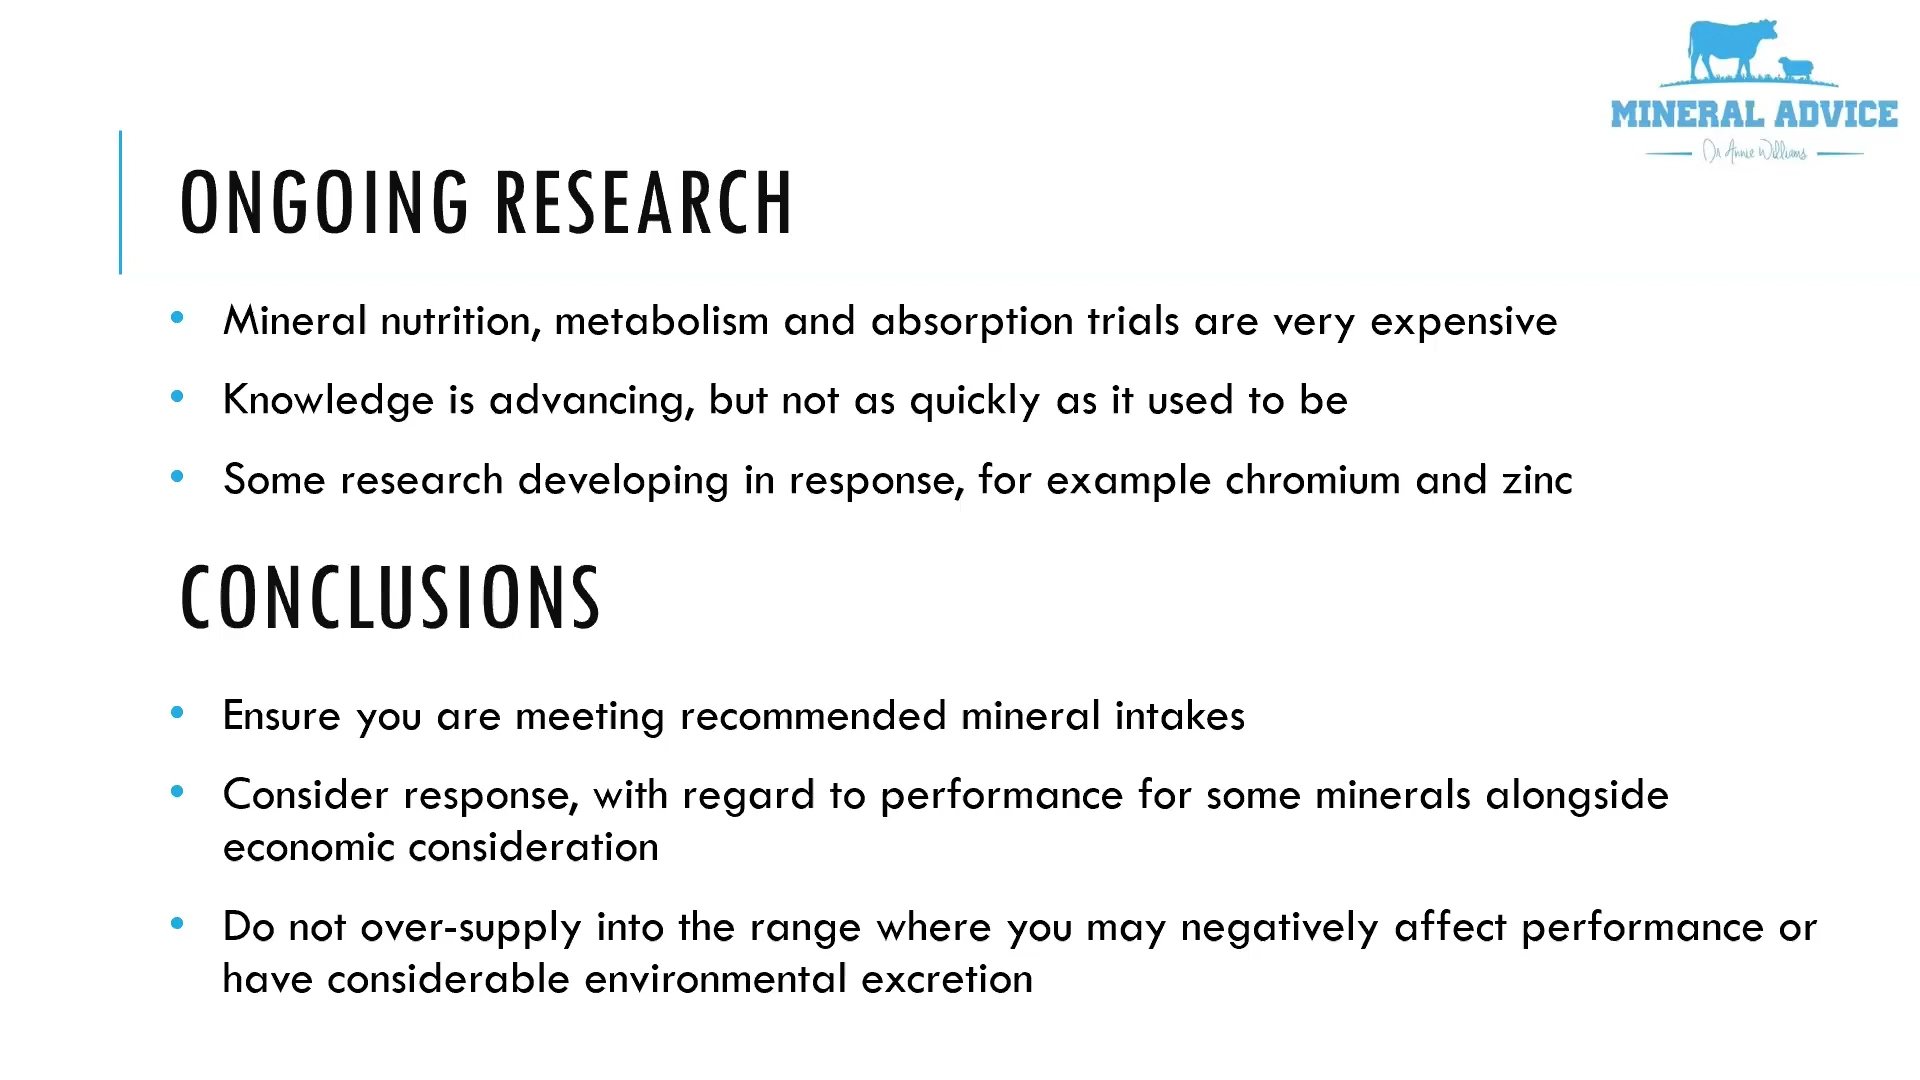 MINERAL ADVICE
Dr Annie Williams
ONGOING RESEARCH
• Mineral nutrition, metabolism and absorption trials are very expensive
• Knowledge is advancing, but not as quickly as it used to be
• Some research developing in response, for example chromium and zinc
CONCLUSIONS
• Ensure you are meeting recommended mineral intakes
• Consider response, with regard to performance for some minerals alongside
economic consideration
• Do not over-supply into the range where you may negatively affect performance or
have considerable environmental excretion